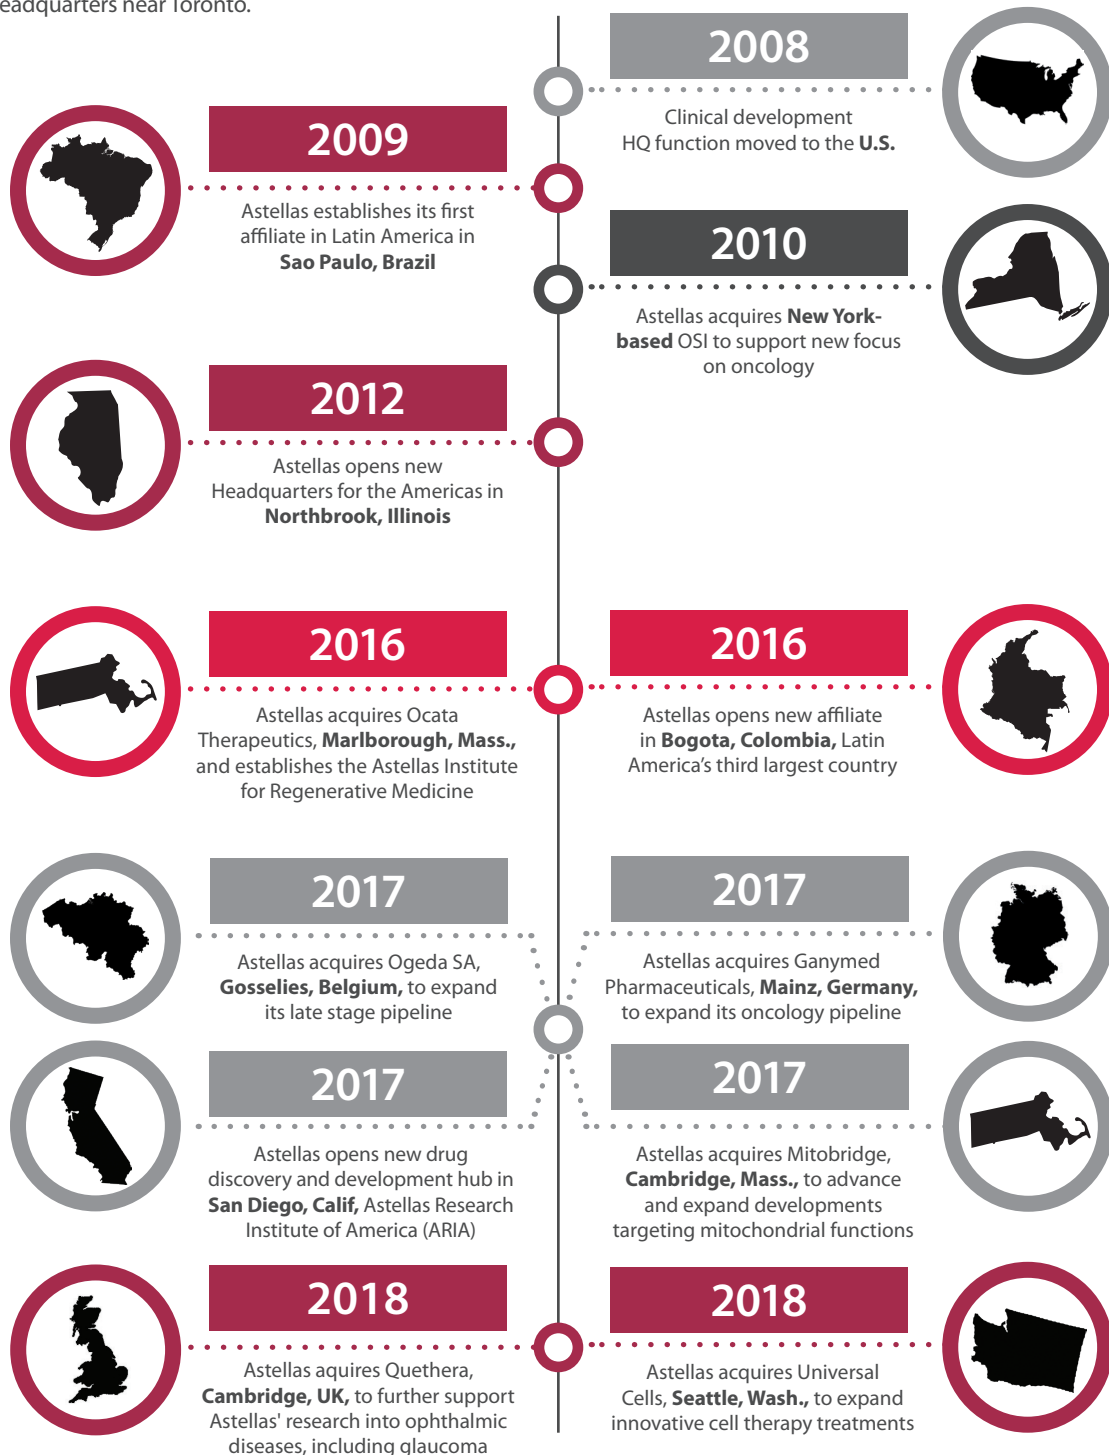 Headquarters near Toronto.
2008
Clinical development
HQ function moved to the U.S.
2009
Astellas establishes its first
affiliate in Latin America in
Sao Paulo, Brazil
2010
Astellas acquires New York-
based OSI to support new focus
on oncology
2012
Astellas opens new
Headquarters for the Americas in
Northbrook, Illinois
2016
Astellas acquires Ocata
Therapeutics, Marlborough, Mass.,
and establishes the Astellas Institute
for Regenerative Medicine
2016
Astellas opens new affiliate
in Bogota, Colombia, Latin
America's third largest country
2017
Astellas acquires Ogeda SA,
Gosselies, Belgium, to expand
its late stage pipeline
2017
Astellas acquires Ganymed
Pharmaceuticals, Mainz, Germany,
to expand its oncology pipeline
2017
Astellas opens new drug
discovery and development hub in
San Diego, Calif, Astellas Research
Institute of America (ARIA)
2017
Astellas acquires Mitobridge,
Cambridge, Mass., to advance
and expand developments
targeting mitochondrial functions
2018
Astellas aquires Quethera,
Cambridge, UK, to further support
Astellas' research into ophthalmic
diseases, including glaucoma
2018
Astellas acquires Universal
Cells, Seattle, Wash., to expand
innovative cell therapy treatments